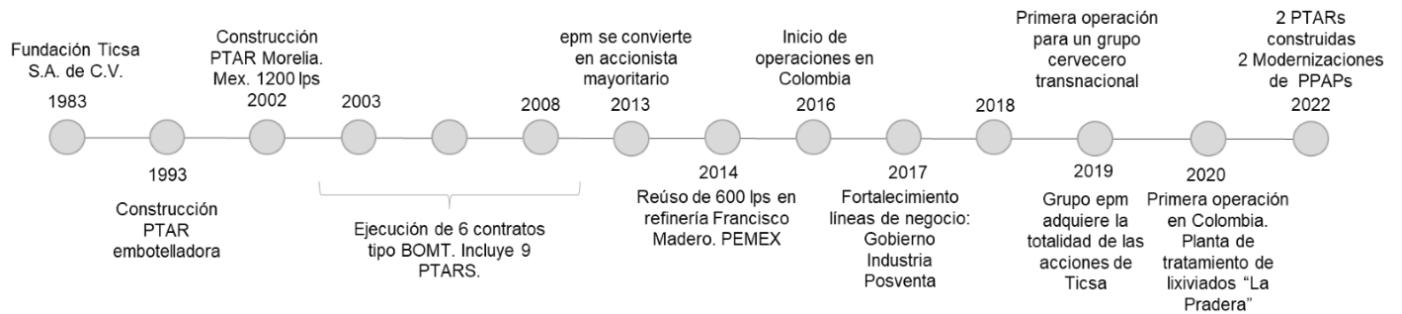 Fundación Ticsa
S.A. de C.V.
1983
1993
Construcción
PTAR
embotelladora
Construcción
PTAR Morelia.
Mex. 1200 lps
2002
2003
2008
Ejecución de 6 contratos
tipo BOMT. Incluye 9
PTARS.
epm se convierte
en accionista
mayoritario
2013
2014
Reúso de 600 lps en
refinería Francisco
Madero. PEMEX
Inicio de
operaciones en
Colombia
2016
2017
Fortalecimiento
líneas de negocio:
Gobierno
Industria
Posventa
2018
Primera operación
para un grupo
cervecero
transnacional
2019
Grupo epm
adquiere la
totalidad de las
acciones de
Ticsa
2020
Primera operación
en Colombia.
Planta de
tratamiento de
lixiviados “La
Pradera”
2 PTARs
construidas
2 Modernizaciones
de PPAPs
2022